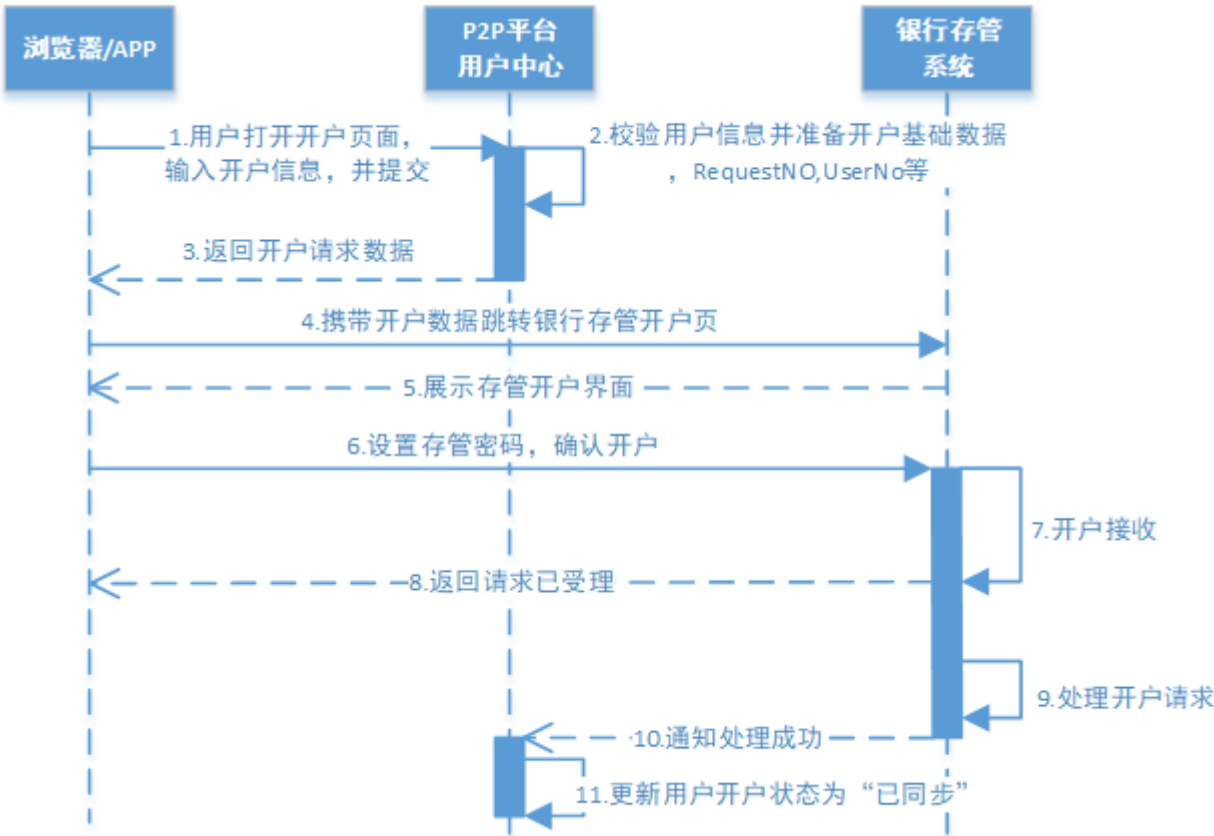 浏览器/APP
P2P平台
用户中心
银行存管
系统
1.用户打开开户页面，
输入开户信息，并提交
2.校验用户信息并准备开户基础数据
，RequestNO,UserNo等
3.返回开户请求数据
4.携带开户数据跳转银行存管开户页
5.展示存管开户界面
6.设置存管密码，确认开户
7.开户接收
8.返回请求已受理
9.处理开户请求
10.通知处理成功
11.更新用户开户状态为“已同步”